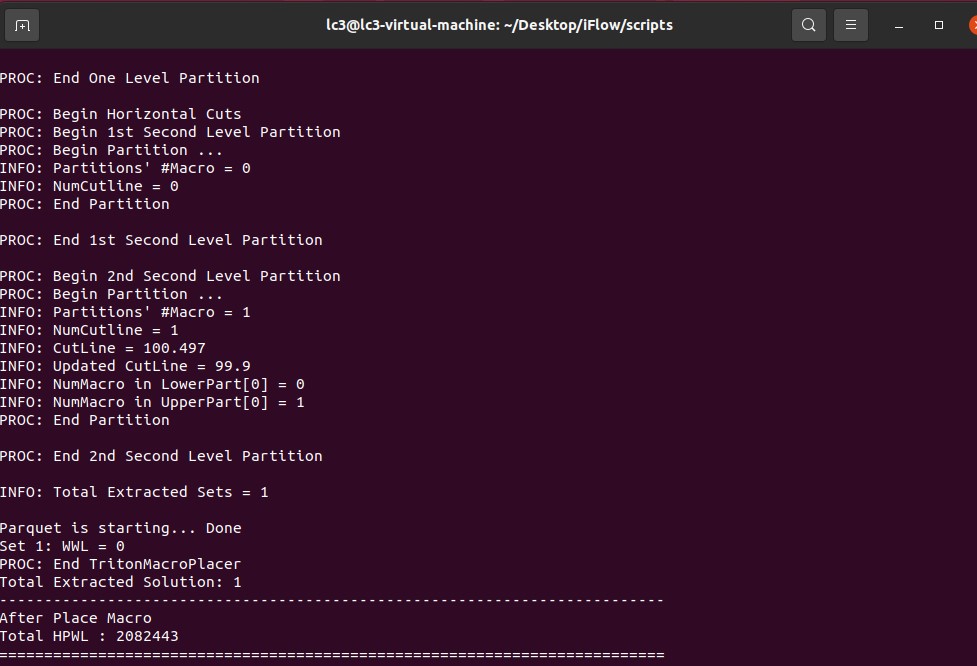 lc3@lc3-virtual-machine: ~/Desktop/iFlow/scripts
PROC: End One Level Partition
PROC: Begin Horizontal Cuts
PROC: Begin 1st Second Level Partition
PROC: Begin Partition ...
INFO: Partitions' #Macro = 0
INFO: NumCutline = 0
PROC: End Partition
PROC: End 1st Second Level Partition
PROC: Begin 2nd Second Level Partition
PROC: Begin Partition ...
INFO: Partitions' #Macro = 1
INFO: NumCutline = 1
INFO: CutLine = 100.497
INFO: Updated CutLine = 99.9
INFO: NumMacro in LowerPart[0] = 0
INFO: NumMacro in UpperPart[0] = 1
PROC: End Partition
PROC: End 2nd Second Level Partition
INFO: Total Extracted Sets = 1
Parquet is starting... Done
Set 1: WWL = 0
PROC: End TritonMacroPlacer
Total Extracted Solution: 1
--------------------------------------------------------------------------
After Place Macro
Total HPWL : 2082443
==========================================================================